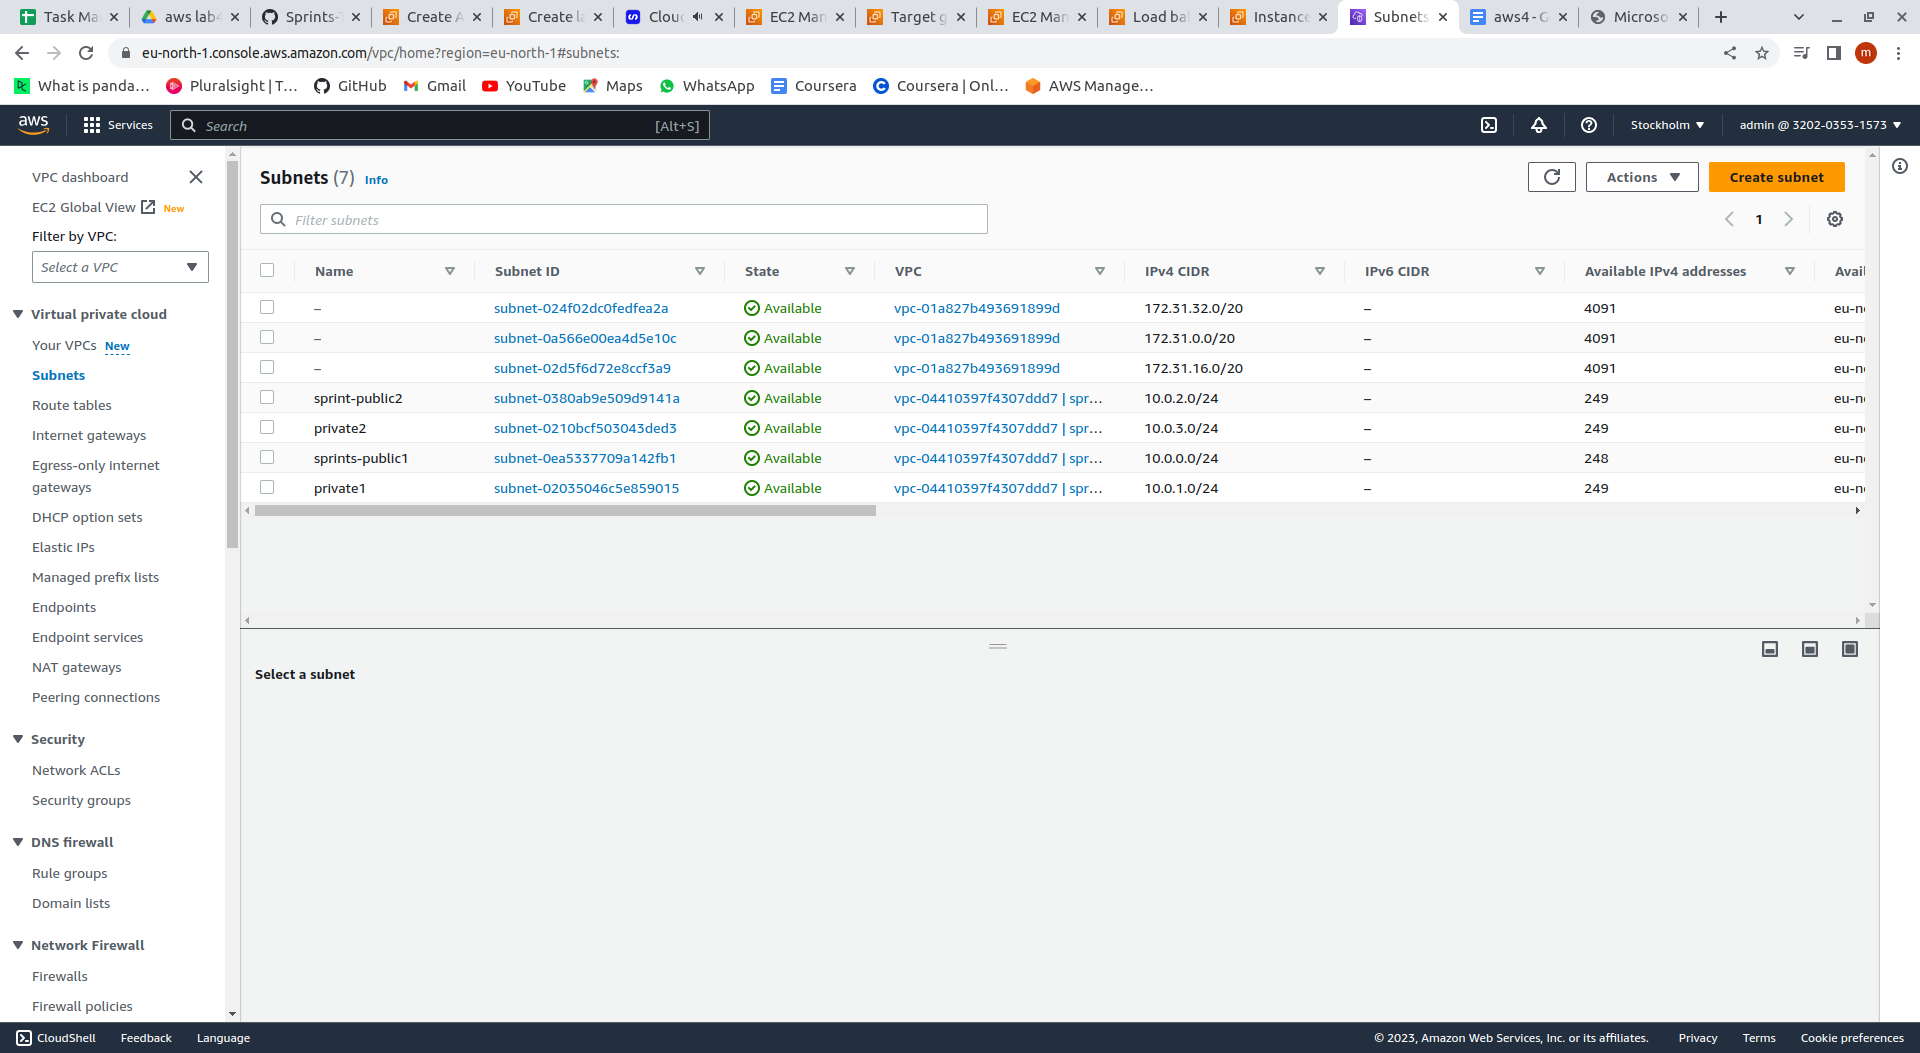 Task Ma
aws lab4
Sprints-
Create A
Create la
Clou
EC2 Man
Target g
EC2 Man
Load bal
Instance
Subnets
aws4 - G
Microso
eu-north-1.console.aws.amazon.com/vpc/home?region=eu-north-1#subnets:
m
What is panda...
Pluralsight | T...
GitHub
Gmail
YouTube
Maps
WhatsApp
Coursera
Coursera | Onl...
AWS Manage...
aws
Services
Search
[Alt+S]
Stockholm
admin @ 3202-0353-1573
VPC dashboard
EC2 Global View New
Filter by VPC:
Select a VPC
Virtual private cloud
Your VPCs New
Subnets
Route tables
Internet gateways
Egress-only internet
gateways
DHCP option sets
Elastic IPs
Managed prefix lists
Endpoints
Endpoint services
NAT gateways
Peering connections
Security
Network ACLs
Security groups
DNS firewall
Rule groups
Domain lists
Network Firewall
Firewalls
Firewall policies
Subnets (7) Info
Actions
Create subnet
Filter subnets
1
Name Subnet ID State VPC IPv4 CIDR IPv6 CIDR Available IPv4 addresses Avail
– subnet-024f02dc0fedfea2a Available vpc-01a827b493691899d 172.31.32.0/20 – 4091 eu-n
– subnet-0a566e00ea4d5e10c Available vpc-01a827b493691899d 172.31.0.0/20 – 4091 eu-n
– subnet-02d5f6d72e8ccf3a9 Available vpc-01a827b493691899d 172.31.16.0/20 – 4091 eu-n
sprint-public2 subnet-0380ab9e509d9141a Available vpc-04410397f4307ddd7 | spr... 10.0.2.0/24 – 249 eu-n
private2 subnet-0210bcf503043ded3 Available vpc-04410397f4307ddd7 | spr... 10.0.3.0/24 – 249 eu-n
sprints-public1 subnet-0ea5337709a142fb1 Available vpc-04410397f4307ddd7 | spr... 10.0.0.0/24 – 248 eu-n
private1 subnet-02035046c5e859015 Available vpc-04410397f4307ddd7 | spr... 10.0.1.0/24 – 249 eu-n
Select a subnet
CloudShell
Feedback
Language
© 2023, Amazon Web Services, Inc. or its affiliates.
Privacy
Terms
Cookie preferences